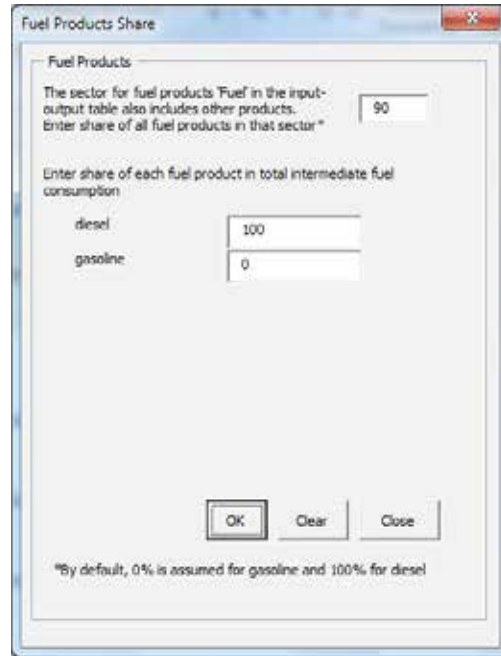 Fuel Products Share
Fuel Products
The sector for fuel products 'Fuel' in the input-
output table also includes other products.
Enter share of all fuel products in that sector*
90
Enter share of each fuel product in total intermediate fuel
consumption
diesel
100
gasoline
0
OK
Clear
Close
*By default, 0% is assumed for gasoline and 100% for diesel